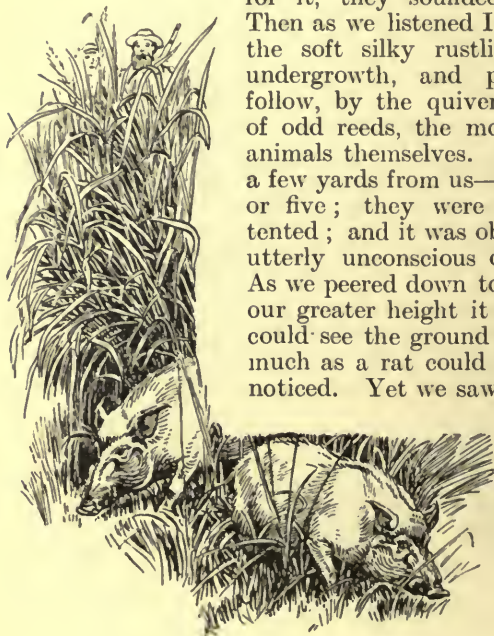 for it, they sounded
Then as we listened I
the soft silky rustli
undergrowth, and p
follow, by the quiver
of odd reeds, the mo
animals themselves.
a few yards from us—
or five ; they were
tented ; and it was ob
utterly unconscious o
As we peered down to
our greater height it
could see the ground
much as a rat could
noticed. Yet we saw